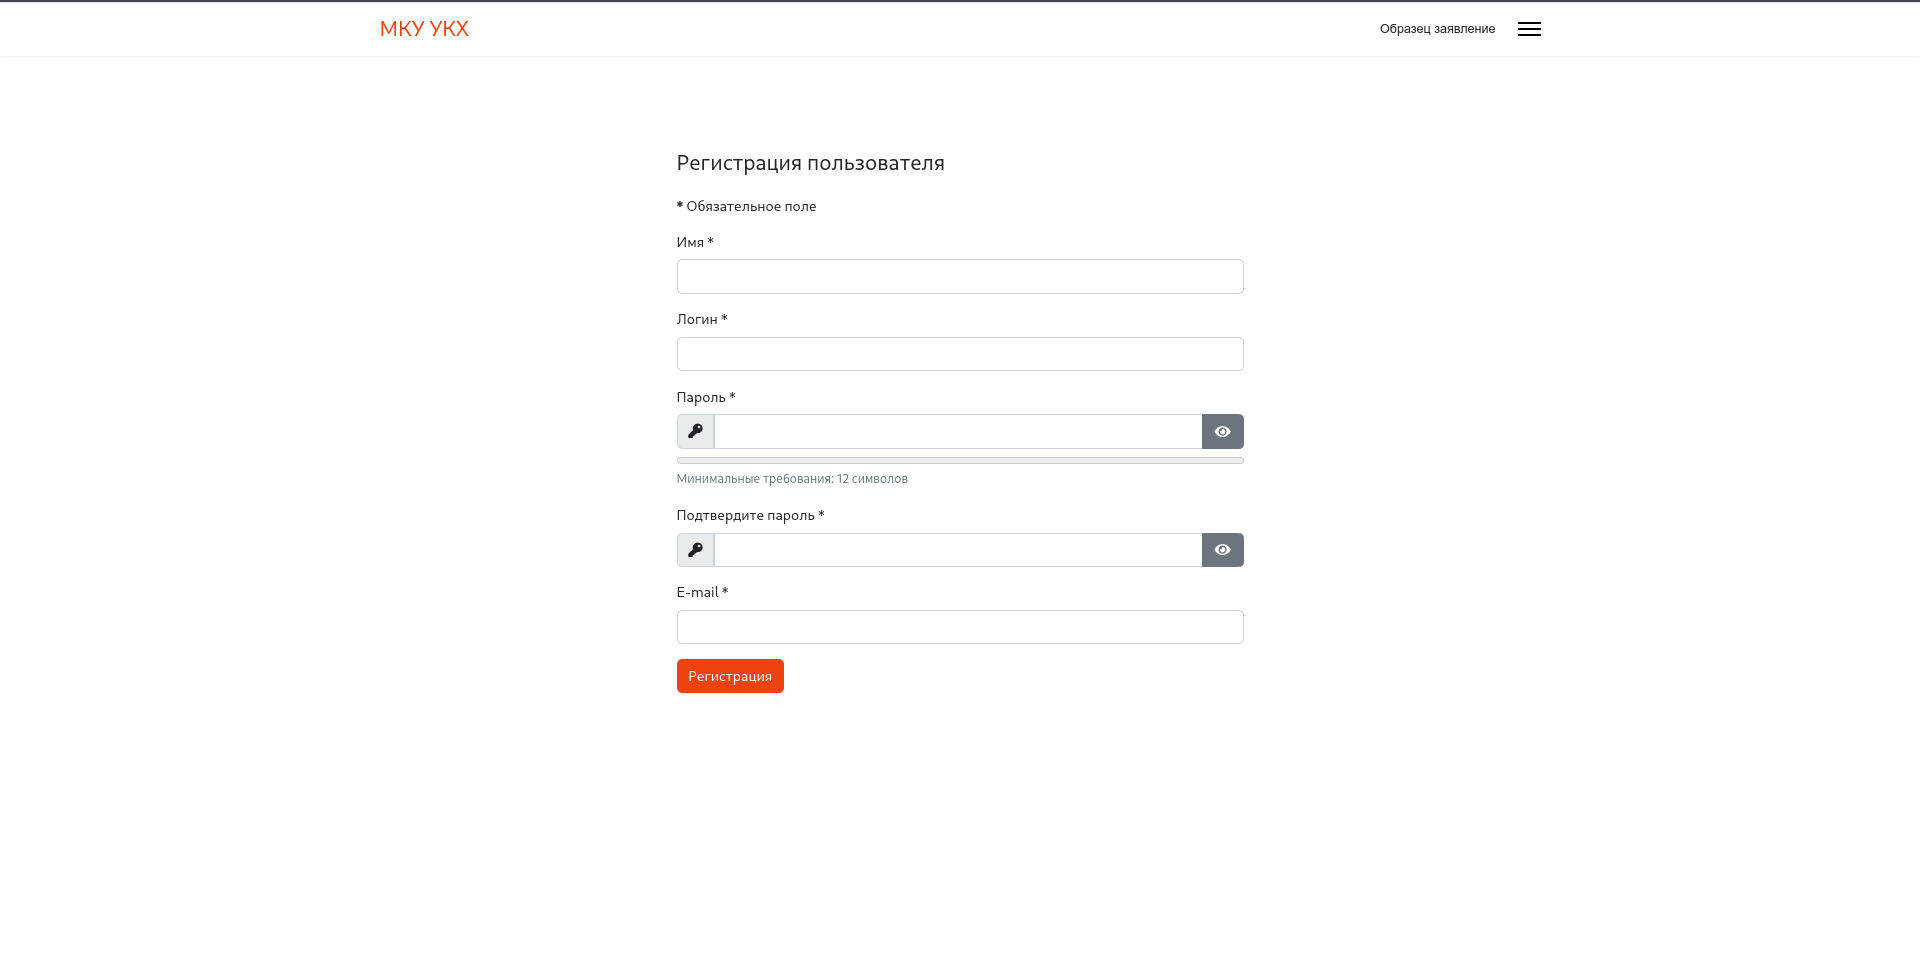 МКУ УКХ
Образец заявление
Регистрация пользователя
* Обязательное поле
Имя *
Логин *
Пароль *
Минимальные требования: 12 символов
Подтвердите пароль *
E-mail *
Регистрация